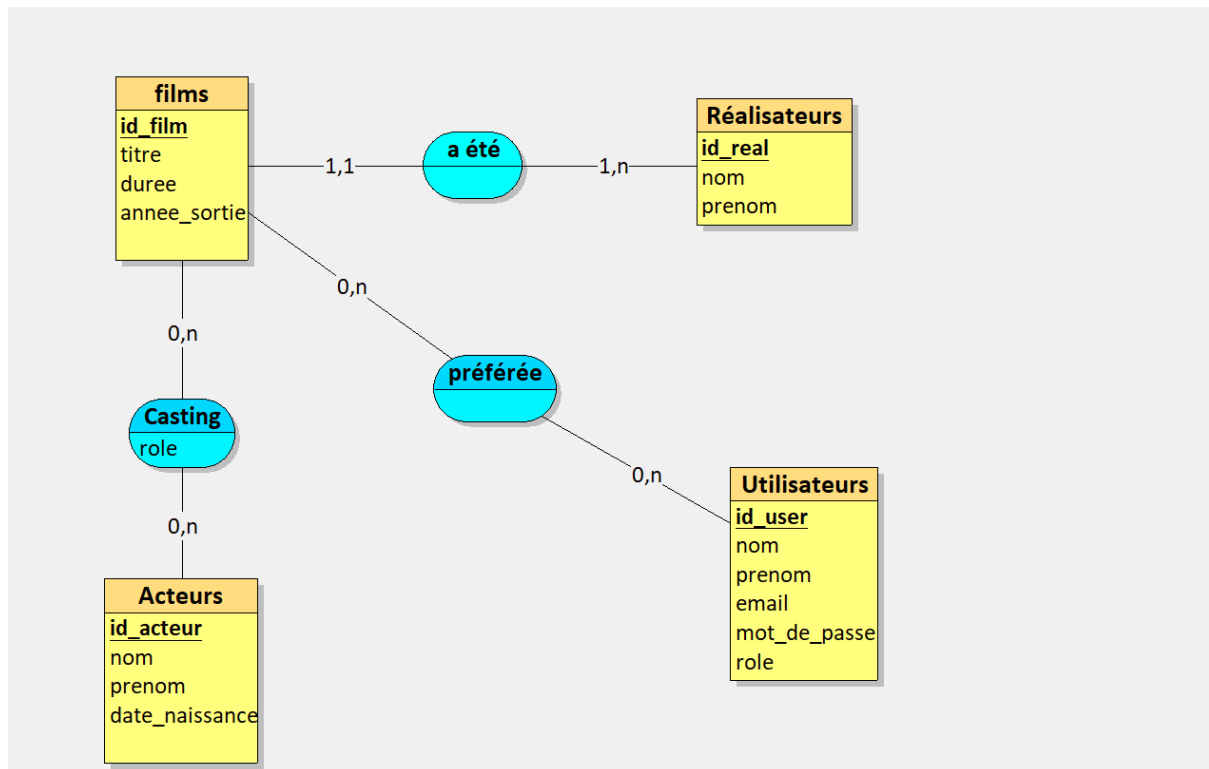 films
id_film
titre
duree
annee_sortie
1,1
a été
1,n
Réalisateurs
id_real
nom
prenom
0,n
0,n
préférée
Casting
role
0,n
0,n
Utilisateurs
id_user
nom
prenom
email
mot_de_passe
role
Acteurs
id_acteur
nom
prenom
date_naissance